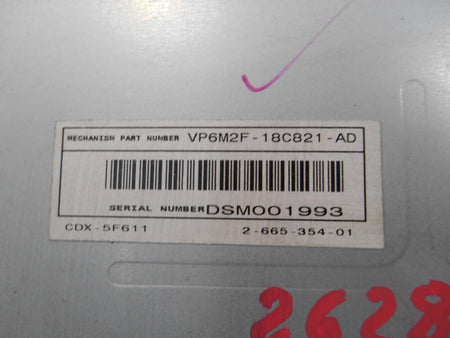 MECHANISM PART NUMBER VP6M2F-18C821-AD
SERIAL NUMBER DSM001993
CDX-5F611 2-665-354-01
2628